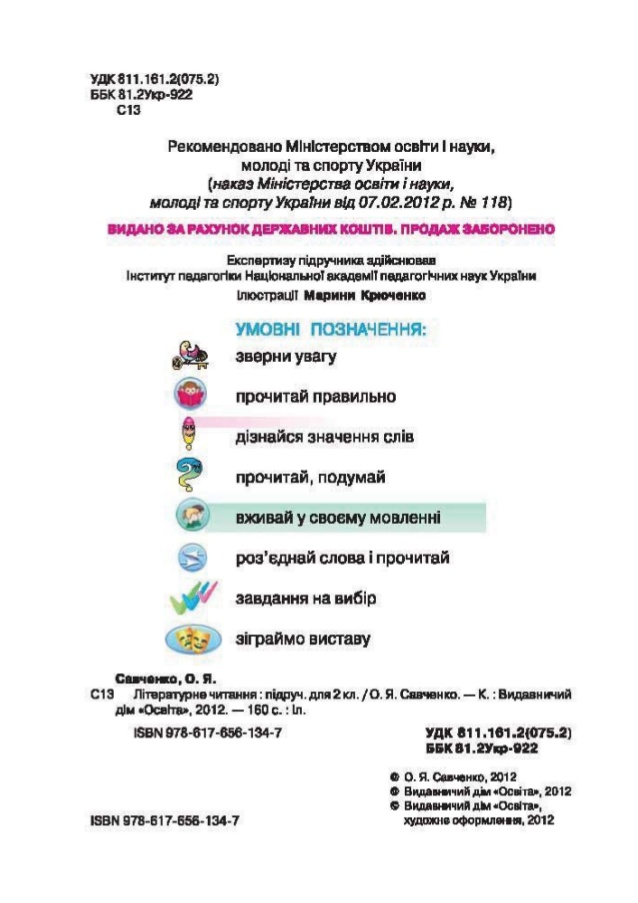 УДК 811.161.2(075.2)
ББК 81.2Укр-922
С13
Рекомендовано Міністерством освіти і науки,
молоді та спорту України
(наказ Міністерства освіти і науки,
молоді та спорту України від 07.02.2012 р. № 118)
ВИДАНО ЗА РАХУНОК ДЕРЖАВНИХ КОШТІВ. ПРОДАЖ ЗАБОРОНЕНО
Експертизу підручника здійснював
Інститут педагогіки Національної академії педагогічних наук України
Ілюстрації Марини Крюченко
УМОВНІ ПОЗНАЧЕННЯ:
зверни увагу
прочитай правильно
дізнайся значення слів
прочитай, подумай
вживай у своєму мовленні
роз’єднай слова і прочитай
завдання на вибір
зіграймо виставу
Савченко, О. Я.
С13 Літературне читання : підруч. для 2 кл. / О. Я. Савченко. — К. : Видавничий
дім «Освіта», 2012. — 160 с. : іл.
ISBN 978-617-656-134-7
УДК 811.161.2(075.2)
ББК 81.2Укр-922
© О. Я. Савченко, 2012
© Видавничий дім «Освіта», 2012
© Видавничий дім «Освіта»,
художнє оформлення, 2012
ISBN 978-617-656-134-7